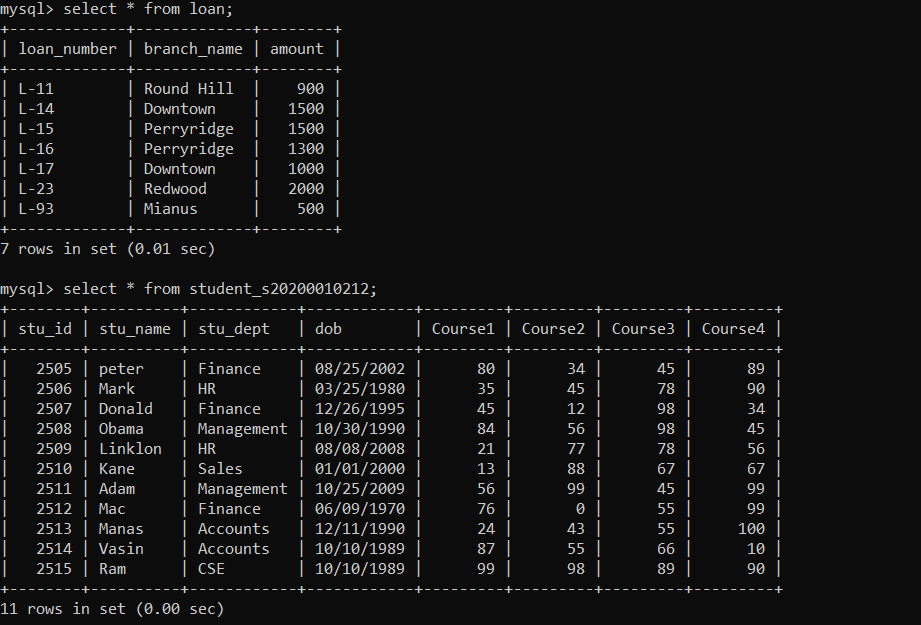 mysql> select * from loan;
+-------------+-------------+--------+
| loan_number | branch_name | amount |
+-------------+-------------+--------+
| L-11        | Round Hill  |    900 |
| L-14        | Downtown    |   1500 |
| L-15        | Perryridge  |   1500 |
| L-16        | Perryridge  |   1300 |
| L-17        | Downtown    |   1000 |
| L-23        | Redwood     |   2000 |
| L-93        | Mianus      |    500 |
+-------------+-------------+--------+
7 rows in set (0.01 sec)

mysql> select * from student_s20200010212;
+--------+----------+------------+------------+---------+---------+---------+---------+
| stu_id | stu_name | stu_dept   | dob        | Course1 | Course2 | Course3 | Course4 |
+--------+----------+------------+------------+---------+---------+---------+---------+
|   2505 | peter    | Finance    | 08/25/2002 |      80 |      34 |      45 |      89 |
|   2506 | Mark     | HR         | 03/25/1980 |      35 |      45 |      78 |      90 |
|   2507 | Donald   | Finance    | 12/26/1995 |      45 |      12 |      98 |      34 |
|   2508 | Obama    | Management | 10/30/1990 |      84 |      56 |      98 |      45 |
|   2509 | Linklon  | HR         | 08/08/2008 |      21 |      77 |      78 |      56 |
|   2510 | Kane     | Sales      | 01/01/2000 |      13 |      88 |      67 |      67 |
|   2511 | Adam     | Management | 10/25/2009 |      56 |      99 |      45 |      99 |
|   2512 | Mac      | Finance    | 06/09/1970 |      76 |       0 |      55 |      99 |
|   2513 | Manas    | Accounts   | 12/11/1990 |      24 |      43 |      55 |     100 |
|   2514 | Vasin    | Accounts   | 10/10/1989 |      87 |      55 |      66 |      10 |
|   2515 | Ram      | CSE        | 10/10/1989 |      99 |      98 |      89 |      90 |
+--------+----------+------------+------------+---------+---------+---------+---------+
11 rows in set (0.00 sec)